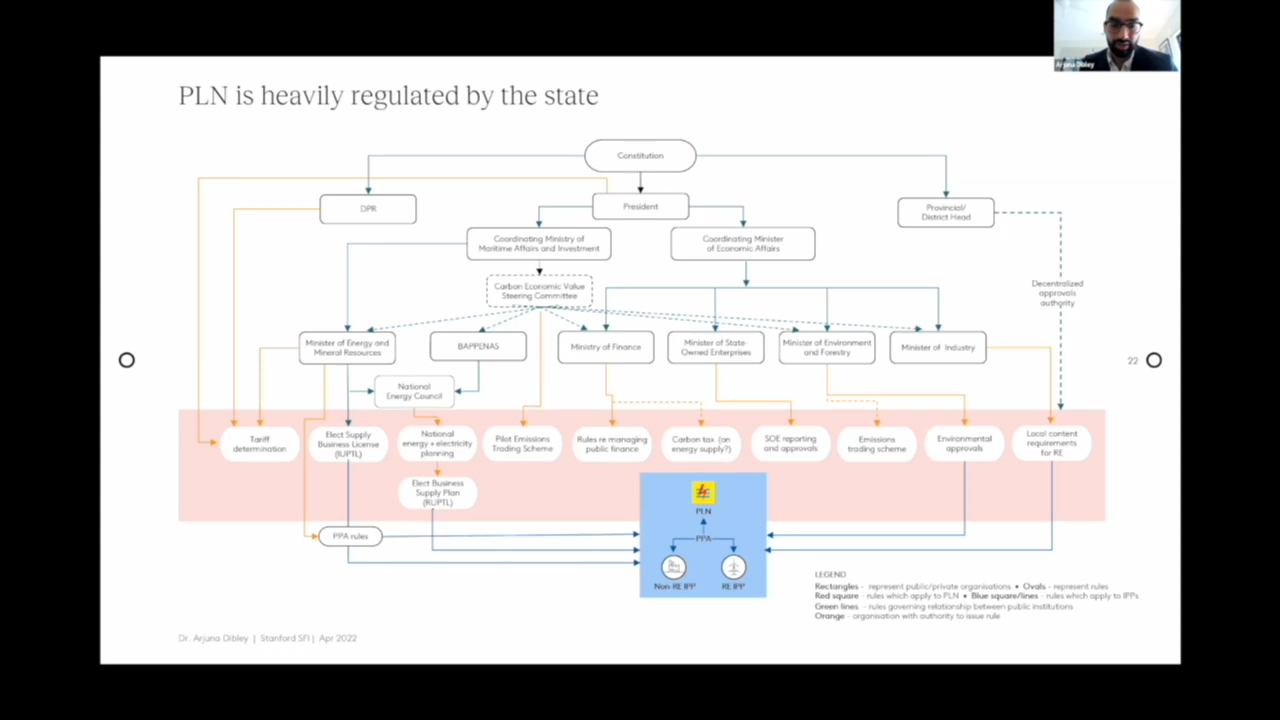 Arjuna Dibley
PLN is heavily regulated by the state
Constitution
DPR
President
Provincial/
District Head
Coordinating Ministry of
Maritime Affairs and Investment
Coordinating Minister
of Economic Affairs
Carbon Economic Value
Steering Committee
Decentralized
approvals
authority
Minister of Energy and
Mineral Resources
BAPPENAS
Ministry of Finance
Minister of State-
Owned Enterprises
Minister of Environment
and Forestry
Minister of Industry
22
National
Energy Council
Tariff
determination
Elect Supply
Business License
(IUPTL)
National
energy + electricity
planning
Pilot Emissions
Trading Scheme
Rules re managing
public finance
Carbon tax (on
energy supply?)
SOE reporting
and approvals
Emissions
trading scheme
Environmental
approvals
Local content
requirements
for RE
Elect Business
Supply Plan
(RUPTL)
PLN
PPA rules
PPA
Non-RE IPP
RE IPP
LEGEND
Rectangles - represent public/private organisations • Ovals - represent rules
Red square - rules which apply to PLN • Blue square/lines - rules which apply to IPPs
Green lines - rules governing relationship between public institutions
Orange - organisation with authority to issue rule
Dr. Arjuna Dibley | Stanford SFI | Apr 2022